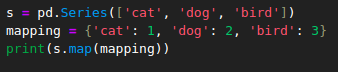 s = pd.Series(['cat', 'dog', 'bird'])
mapping = {'cat': 1, 'dog': 2, 'bird': 3}
print(s.map(mapping))